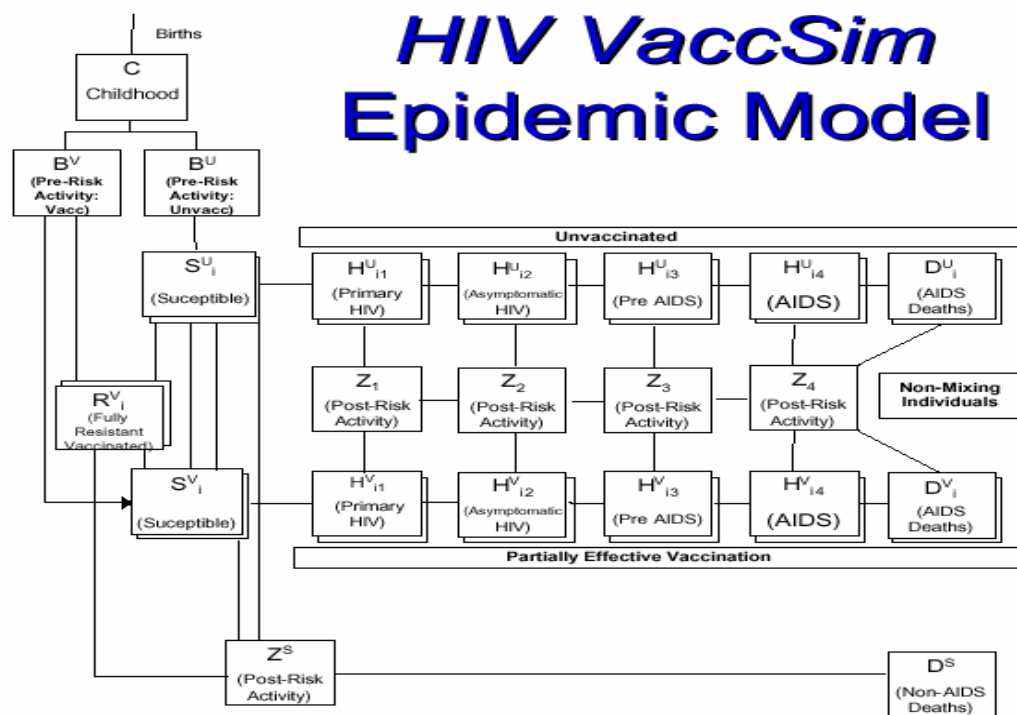 HIV VaccSim
Epidemic Model
Births
C
Childhood
B^V
(Pre-Risk
Activity:
Vacc)
B^U
(Pre-Risk
Activity:
Unvacc)
Unvaccinated
S^U_i
(Suceptible)
H^U_i1
(Primary
HIV)
H^U_i2
(Asymptomatic
HIV)
H^U_i3
(Pre AIDS)
H^U_i4
(AIDS)
D^U_i
(AIDS
Deaths)
R^V_i
(Fully
Resistant
Vaccinated)
Z_1
(Post-Risk
Activity)
Z_2
(Post-Risk
Activity)
Z_3
(Post-Risk
Activity)
Z_4
(Post-Risk
Activity)
Non-Mixing
Individuals
S^V_i
(Suceptible)
H^V_i1
(Primary
HIV)
H^V_i2
(Asymptomatic
HIV)
H^V_i3
(Pre AIDS)
H^V_i4
(AIDS)
D^V_i
(AIDS
Deaths)
Partially Effective Vaccination
Z^S
(Post-Risk
Activity)
D^S
(Non-AIDS
Deaths)